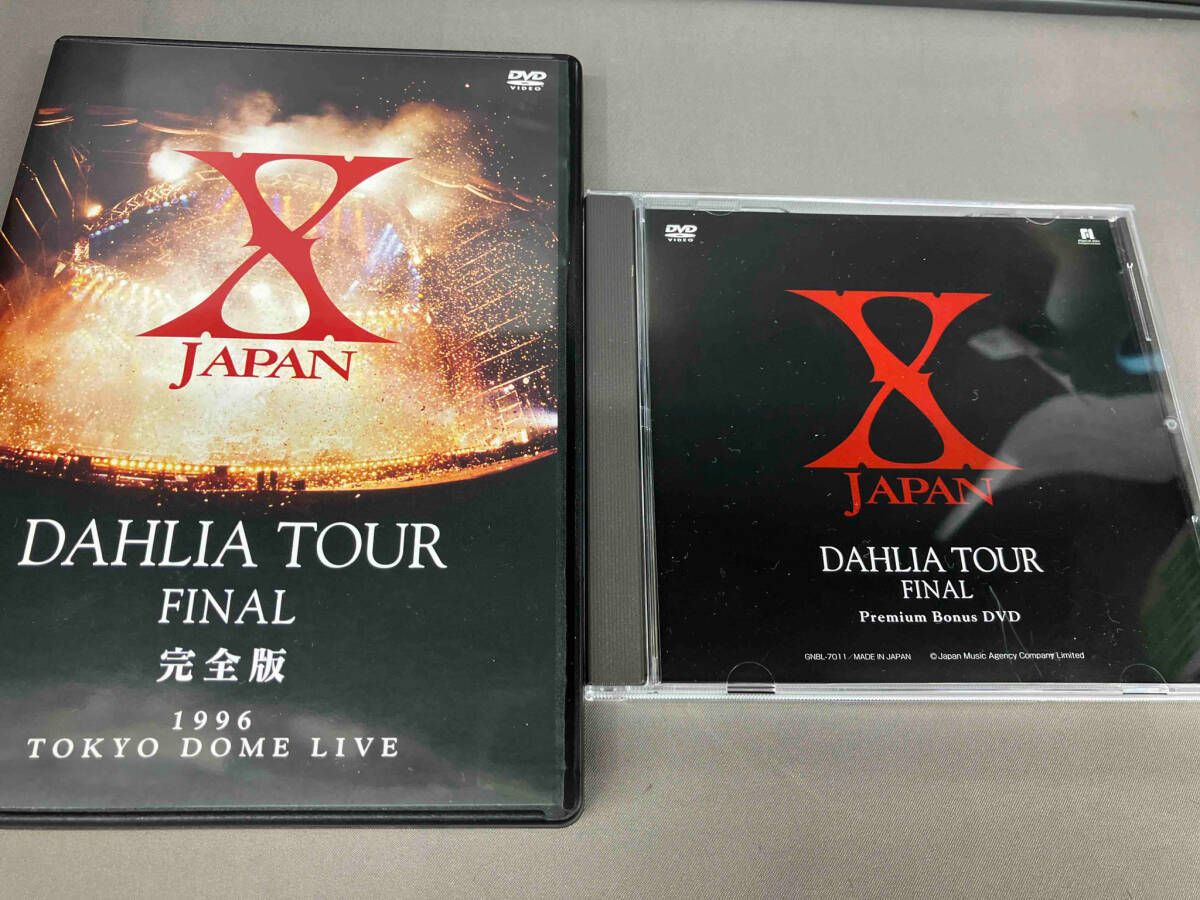 DVD
VIDEO
X
JAPAN
DAHLIA TOUR
FINAL
完全版
1996
TOKYO DOME LIVE
DVD
VIDEO
X
JAPAN
DAHLIA TOUR
FINAL
Premium Bonus DVD
GNBL-7011/MADE IN JAPAN ©Japan Music Agency Company Limited